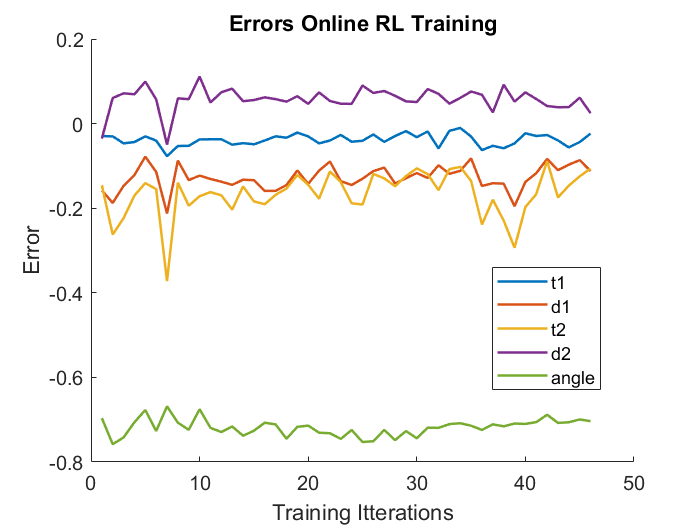 Errors Online RL Training
Error
0.2
0
-0.2
-0.4
-0.6
-0.8
0
10
20
30
40
50
Training Itterations
t1
d1
t2
d2
angle